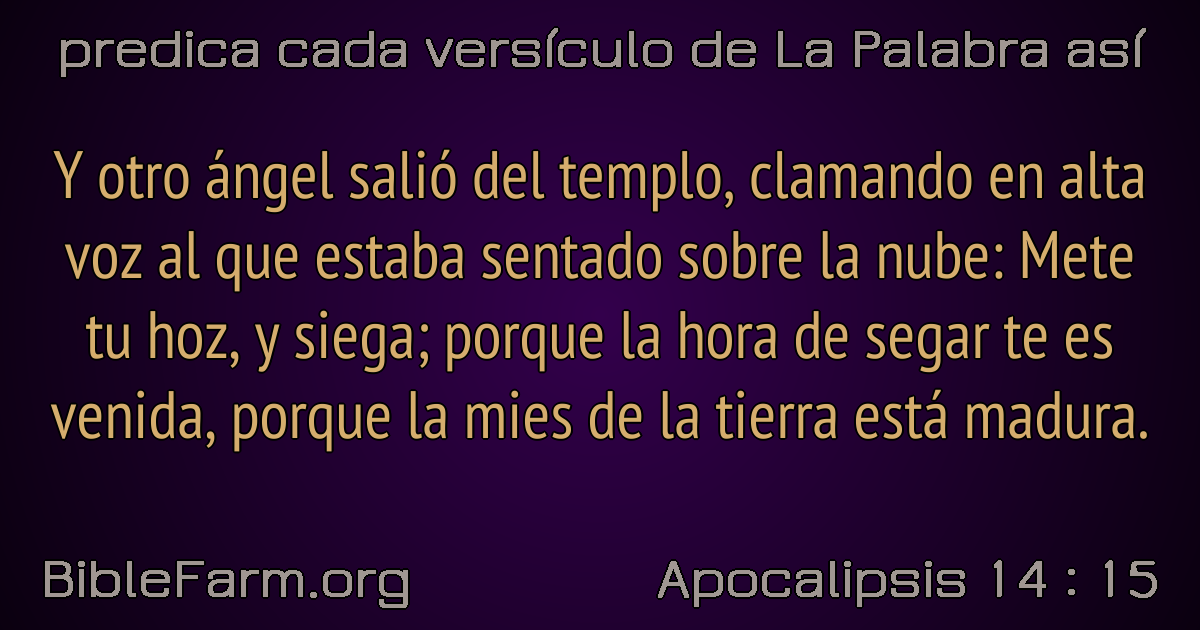 predica cada versículo de La Palabra así
Y otro ángel salió del templo, clamando en alta
voz al que estaba sentado sobre la nube: Mete
tu hoz, y siega; porque la hora de segar te es
venida, porque la mies de la tierra está madura.
BibleFarm.org
Apocalipsis 14 : 15